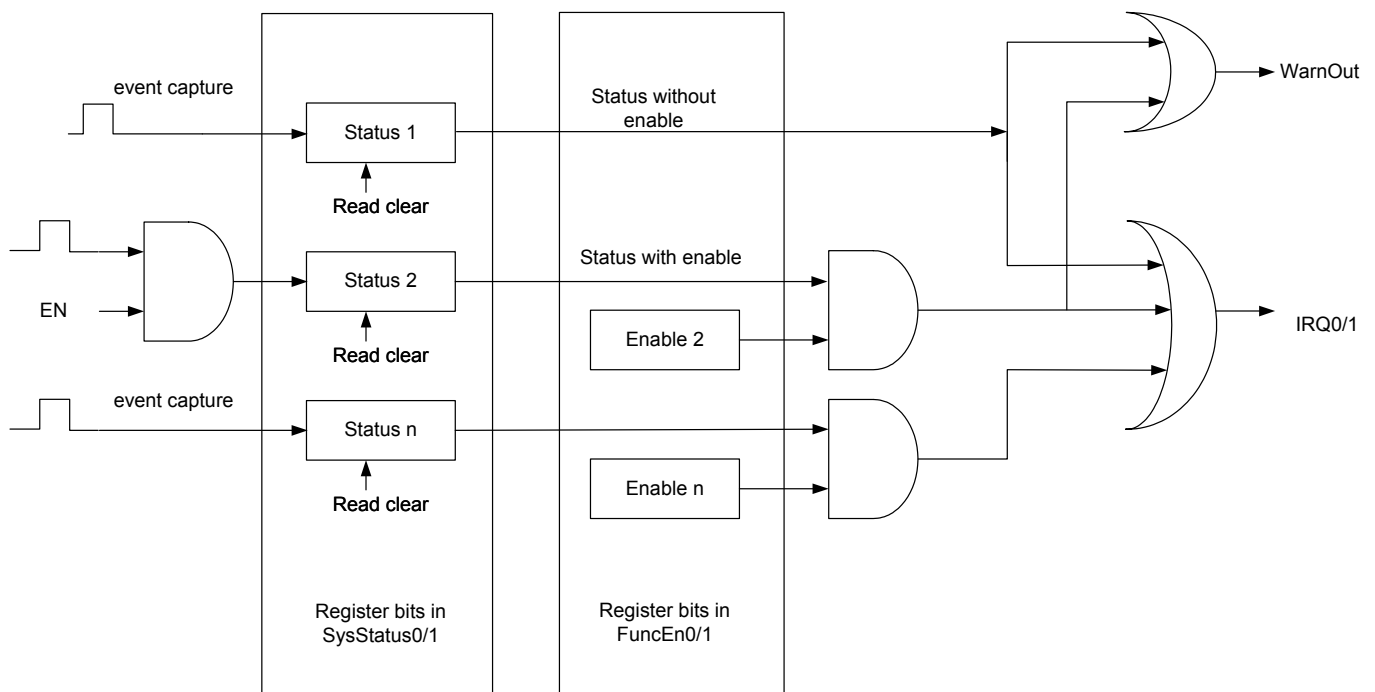 event capture
Status 1
Read clear
Status without
enable
WarnOut
EN
Status 2
Read clear
Status with enable
Enable 2
IRQ0/1
event capture
Status n
Read clear
Enable n
Register bits in
SysStatus0/1
Register bits in
FuncEn0/1